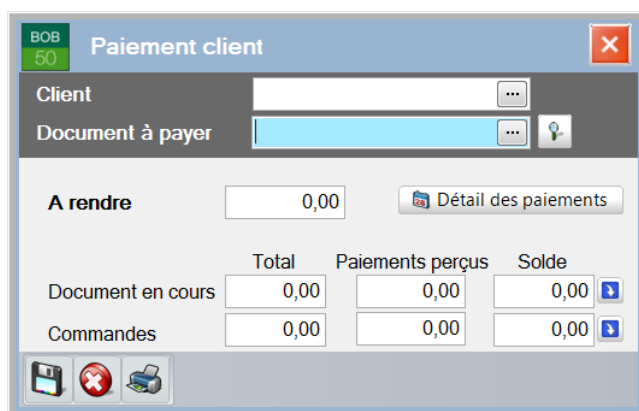 BOB
50
Paiement client
Client ...
Document à payer ...
A rendre 0,00 Détail des paiements
Total Paiements perçus Solde
Document en cours 0,00 0,00 0,00
Commandes 0,00 0,00 0,00